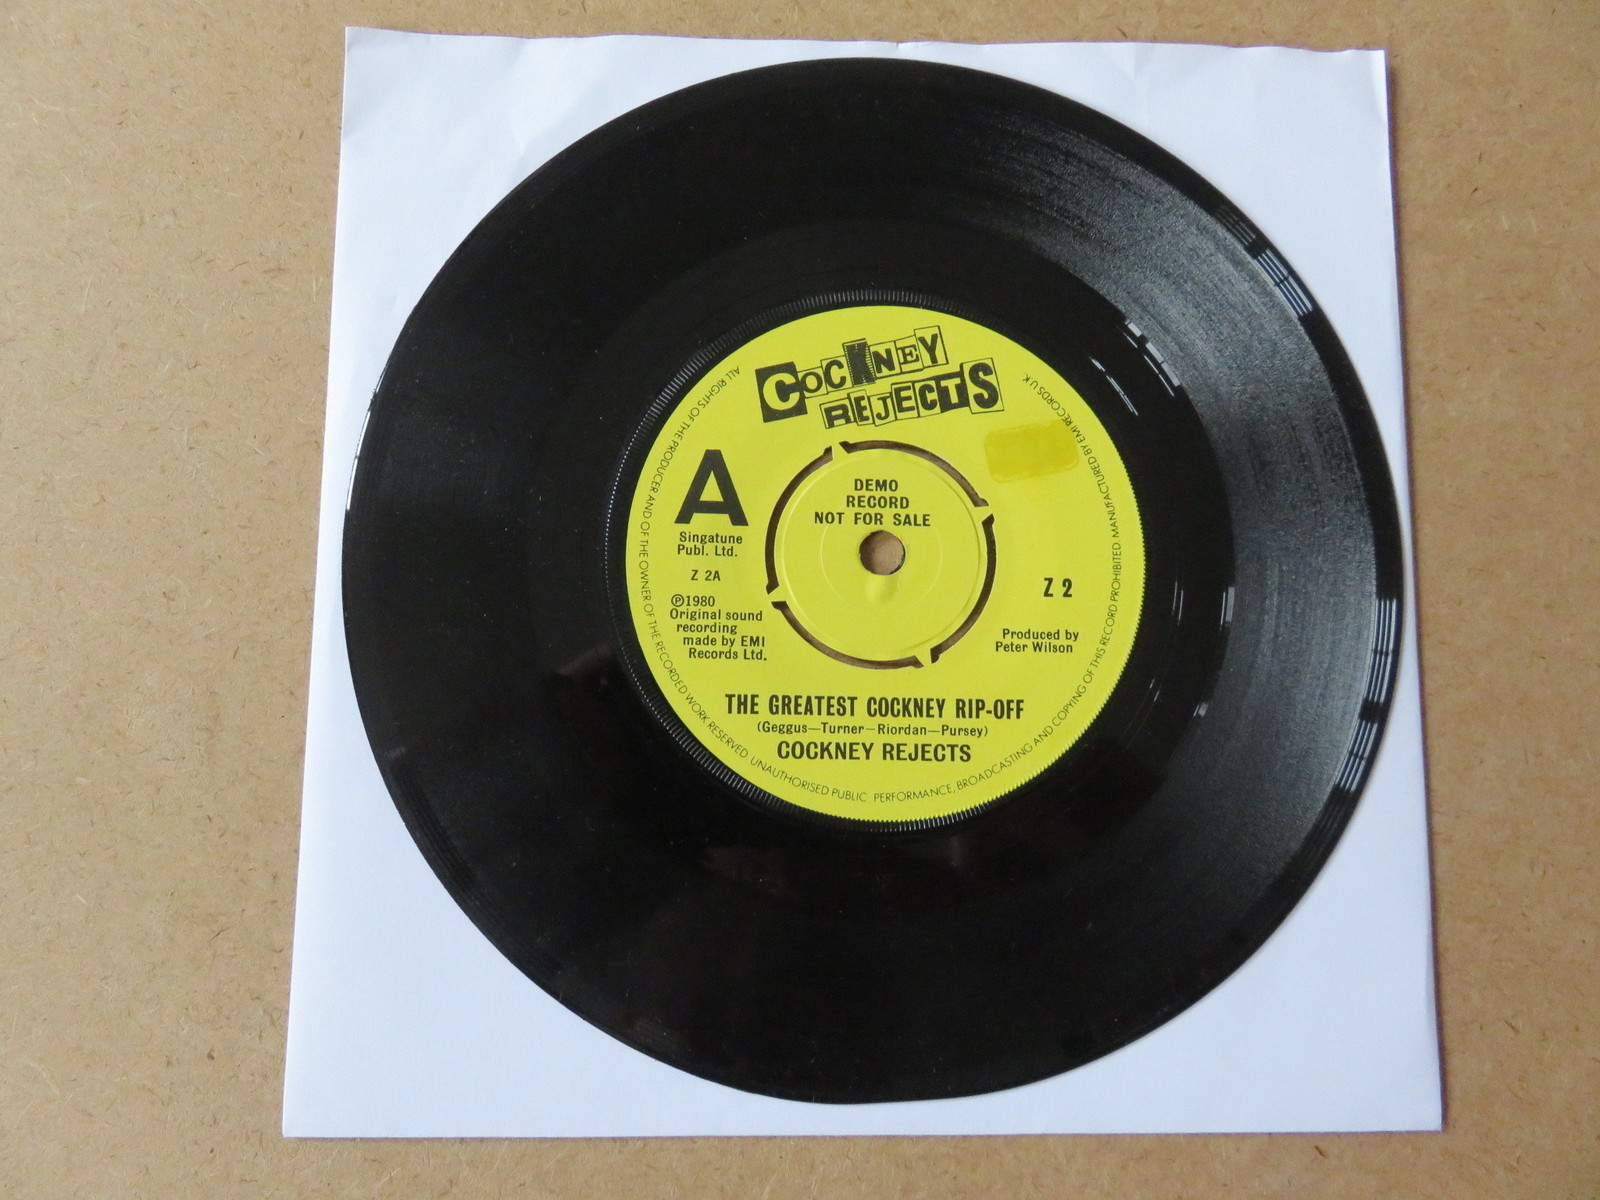 COCKNEY
REJECTS
A
DEMO
RECORD
NOT FOR SALE
Singatune
Publ. Ltd.
Z 2A
Ⓟ1980
Original sound
recording
made by EMI
Records Ltd.
Z 2
Produced by
Peter Wilson
THE GREATEST COCKNEY RIP-OFF
(Geggus—Turner—Riordan—Pursey)
COCKNEY REJECTS
ALL RIGHTS OF THE PRODUCER AND OF THE OWNER OF THE RECORDED WORK RESERVED UNAUTHORISED PUBLIC PERFORMANCE, BROADCASTING AND COPYING OF THIS RECORD PROHIBITED MANUFACTURED BY EMI RECORDS U.K.